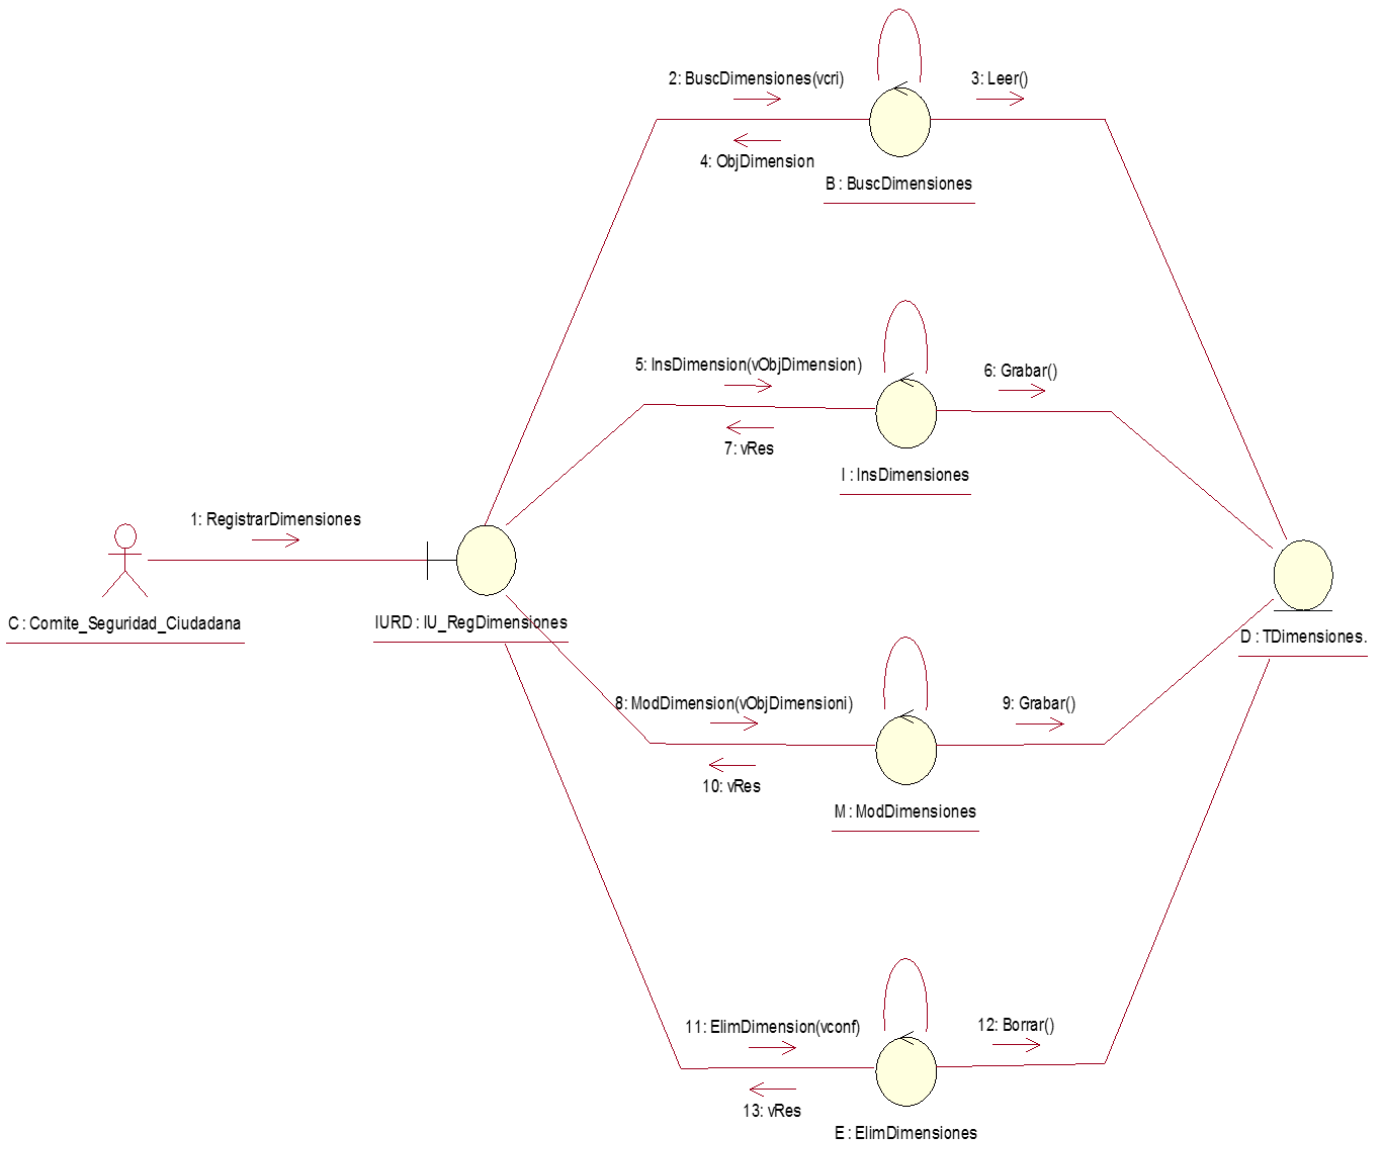 2: BuscDimensiones(vcri)
3: Leer()
4: ObjDimension
B : BuscDimensiones
5: InsDimension(vObjDimension)
6: Grabar()
7: vRes
I : InsDimensiones
1: RegistrarDimensiones
C : Comite_Seguridad_Ciudadana
IURD : IU_RegDimensiones
D : TDimensiones.
8: ModDimension(vObjDimensioni)
9: Grabar()
10: vRes
M : ModDimensiones
11: ElimDimension(vconf)
12: Borrar()
13: vRes
E : ElimDimensiones